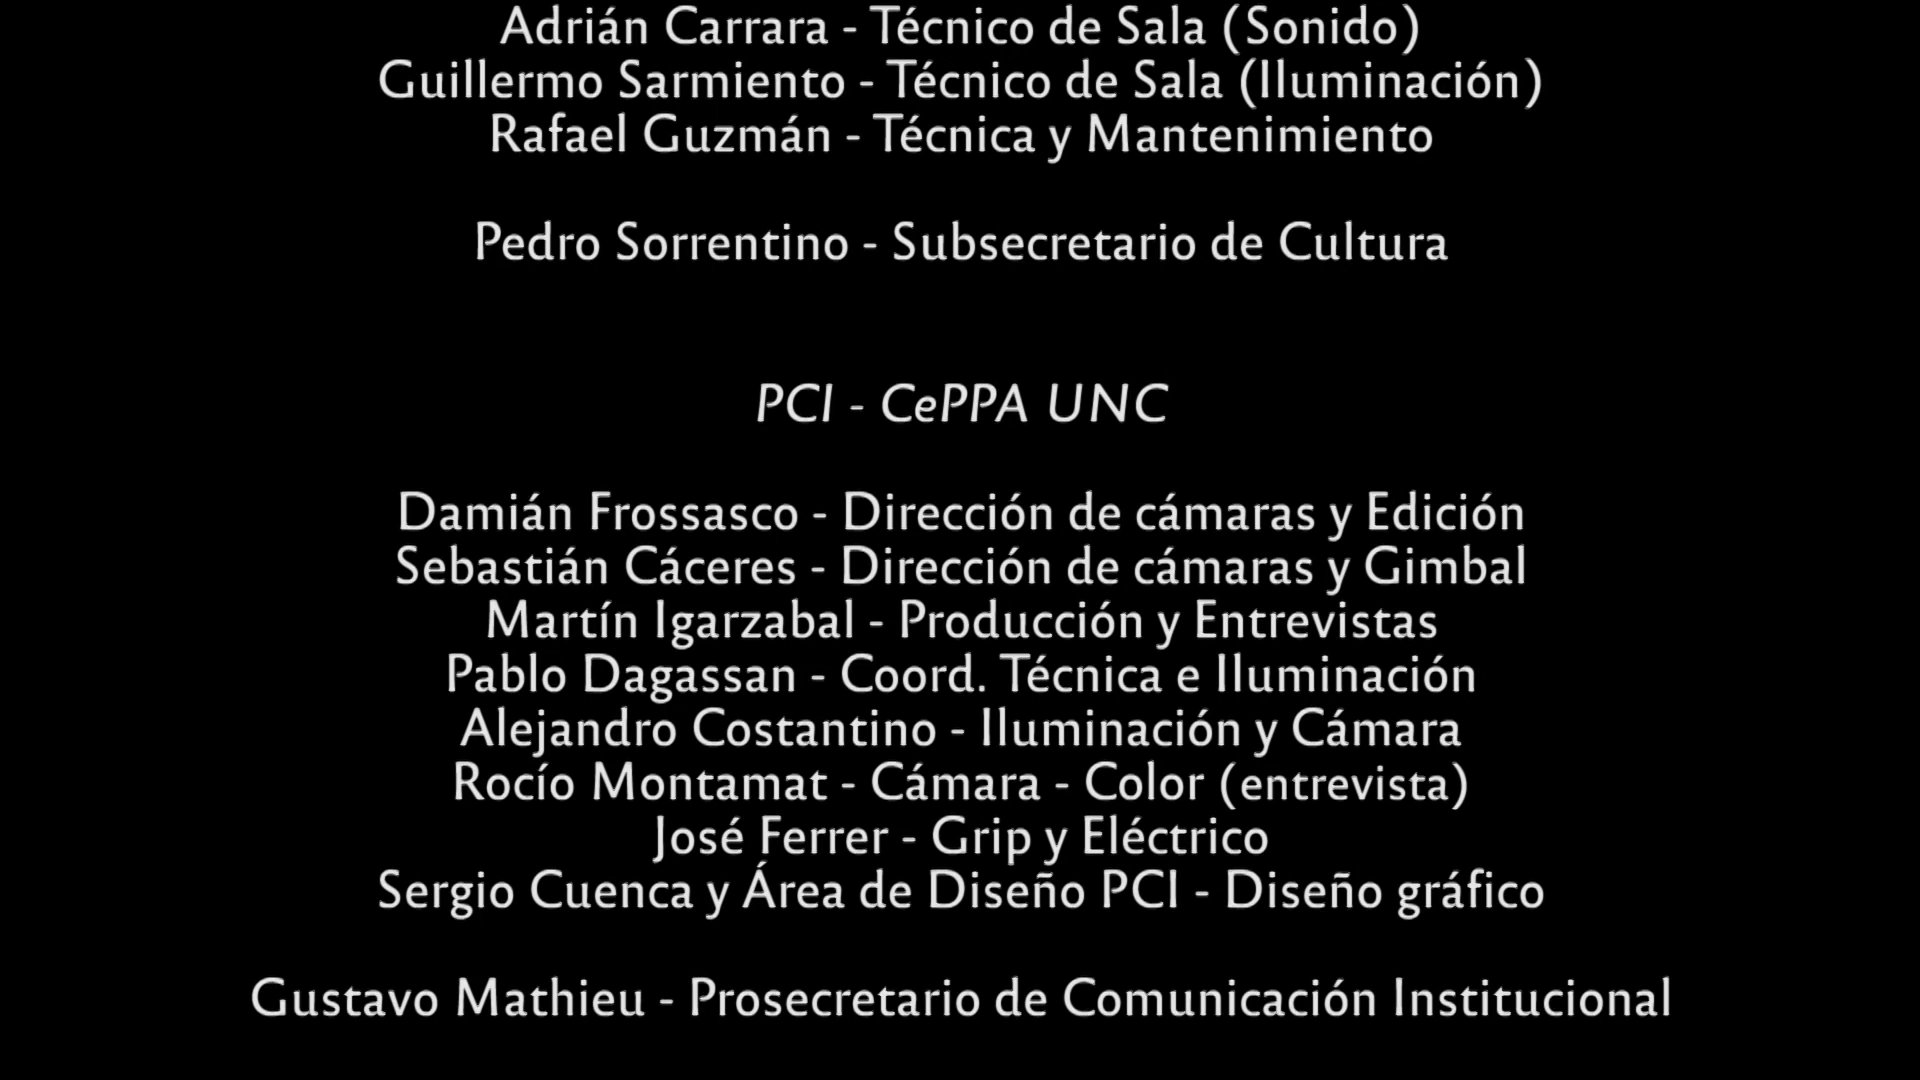 Adrián Carrara - Técnico de Sala (Sonido)
Guillermo Sarmiento - Técnico de Sala (Iluminación)
Rafael Guzmán - Técnica y Mantenimiento
Pedro Sorrentino - Subsecretario de Cultura
PCI - CePPA UNC
Damián Frossasco - Dirección de cámaras y Edición
Sebastián Cáceres - Dirección de cámaras y Gimbal
Martín Igarzabal - Producción y Entrevistas
Pablo Dagassan - Coord. Técnica e Iluminación
Alejandro Costantino - Iluminación y Cámara
Rocío Montamat - Cámara - Color (entrevista)
José Ferrer - Grip y Eléctrico
Sergio Cuenca y Área de Diseño PCI - Diseño gráfico
Gustavo Mathieu - Prosecretario de Comunicación Institucional